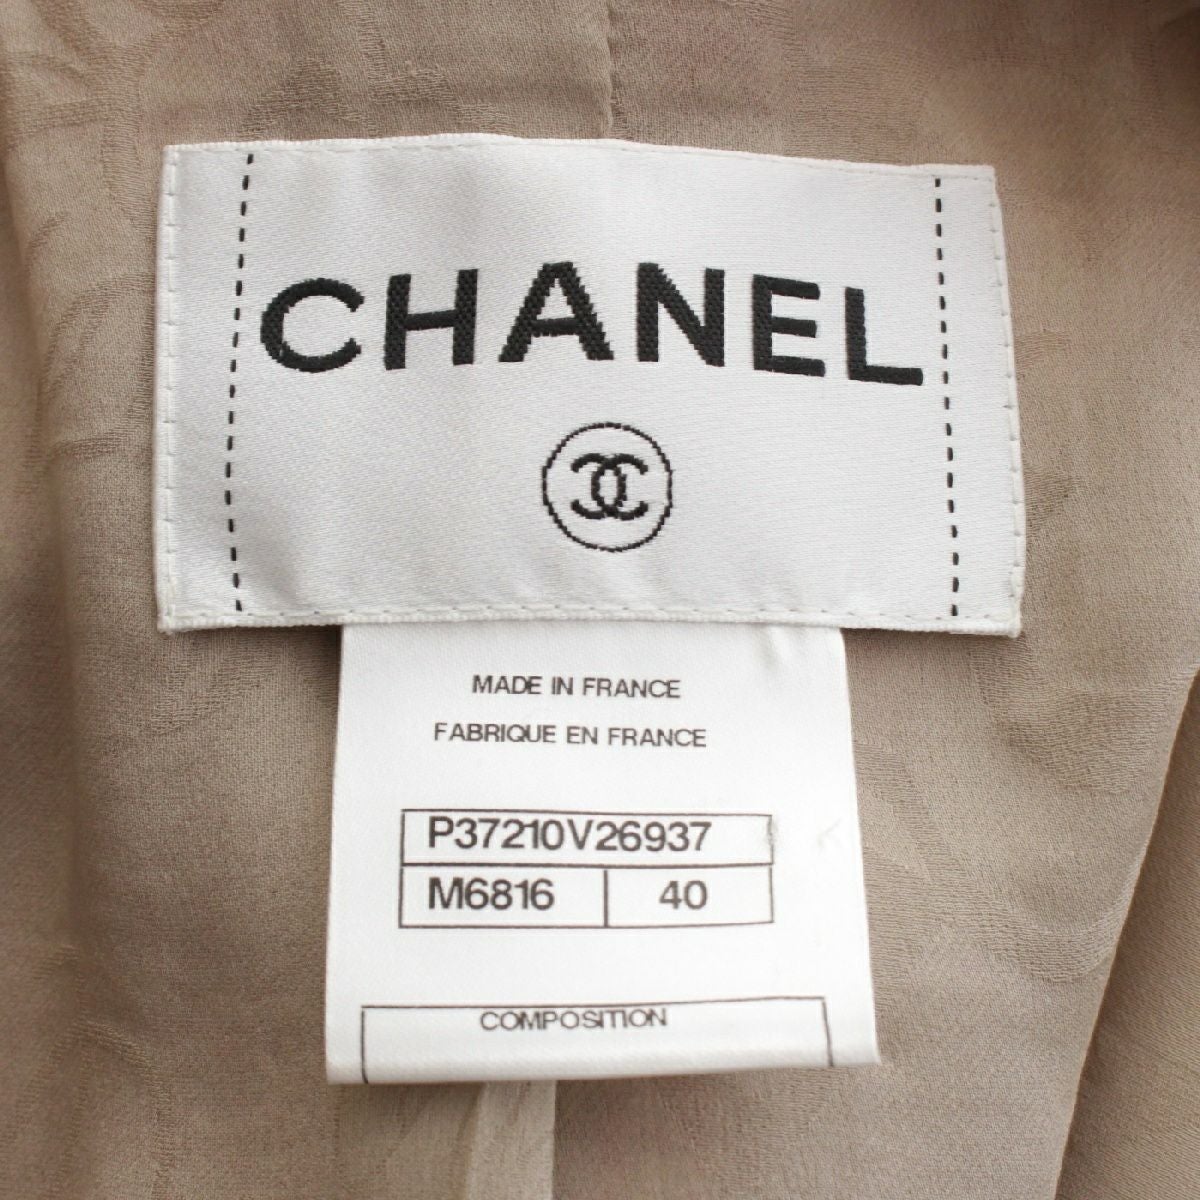 CHANEL
MADE IN FRANCE
FABRIQUE EN FRANCE
P37210V26937
M6816 40
COMPOSITION